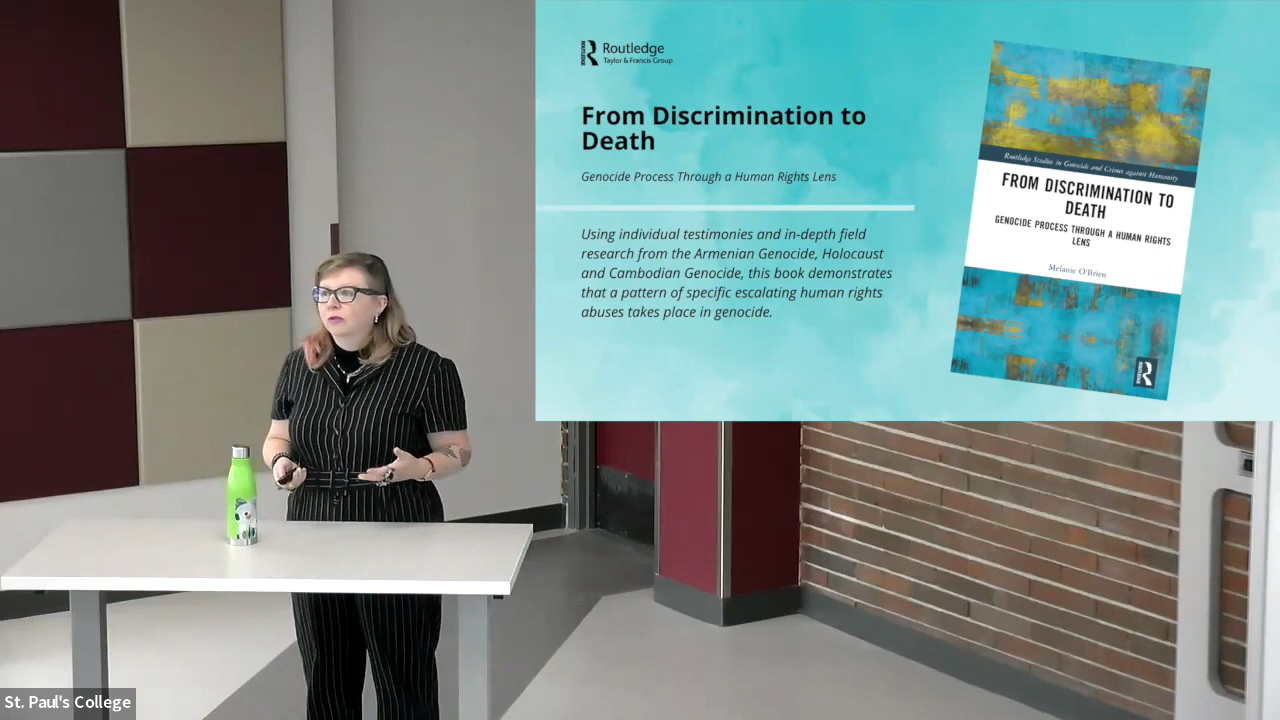 Routledge
Taylor & Francis Group
From Discrimination to
Death
Genocide Process Through a Human Rights Lens
Using individual testimonies and in-depth field
research from the Armenian Genocide, Holocaust
and Cambodian Genocide, this book demonstrates
that a pattern of specific escalating human rights
abuses takes place in genocide.
Routledge Studies in Genocide and Crimes against Humanity
FROM DISCRIMINATION TO
DEATH
GENOCIDE PROCESS THROUGH A HUMAN RIGHTS
LENS
Melanie O'Brien
St. Paul's College